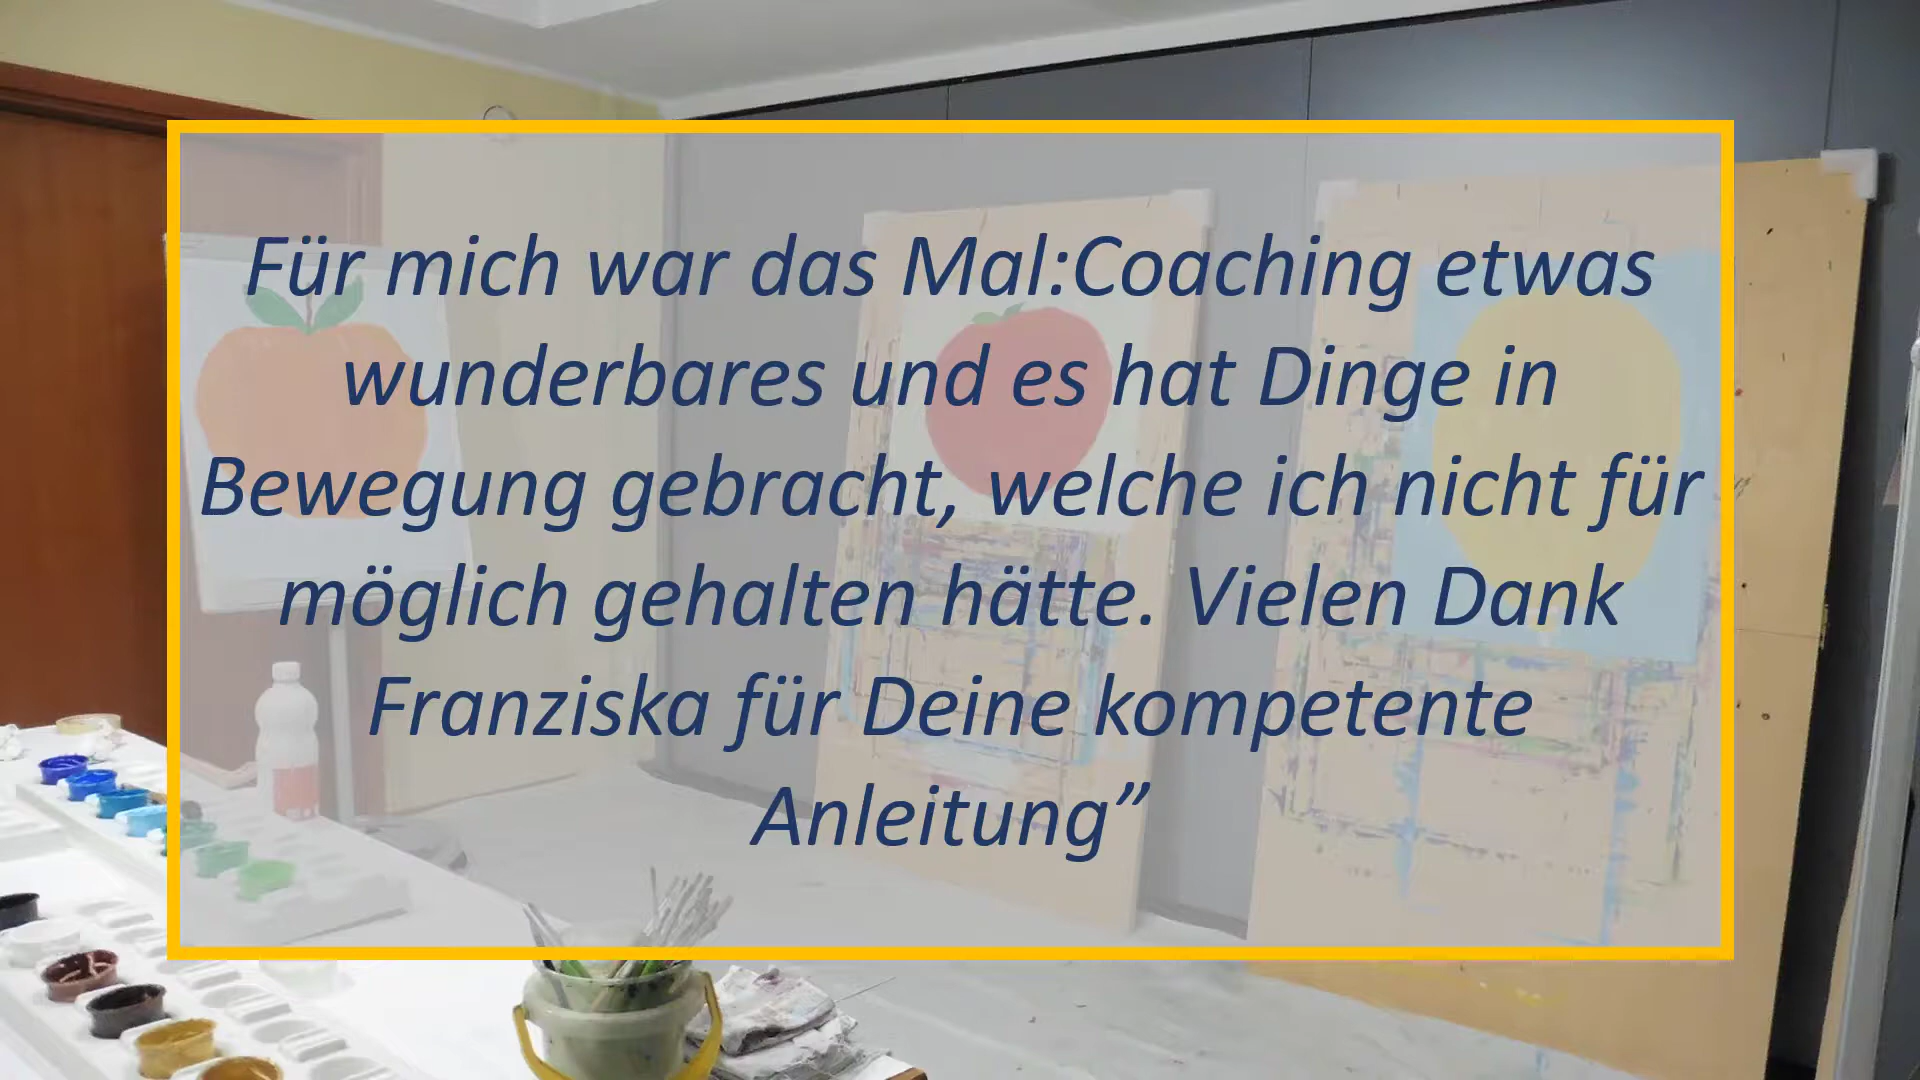 Für mich war das Mal:Coaching etwas
wunderbares und es hat Dinge in
Bewegung gebracht, welche ich nicht für
möglich gehalten hätte. Vielen Dank
Franziska für Deine kompetente
Anleitung”